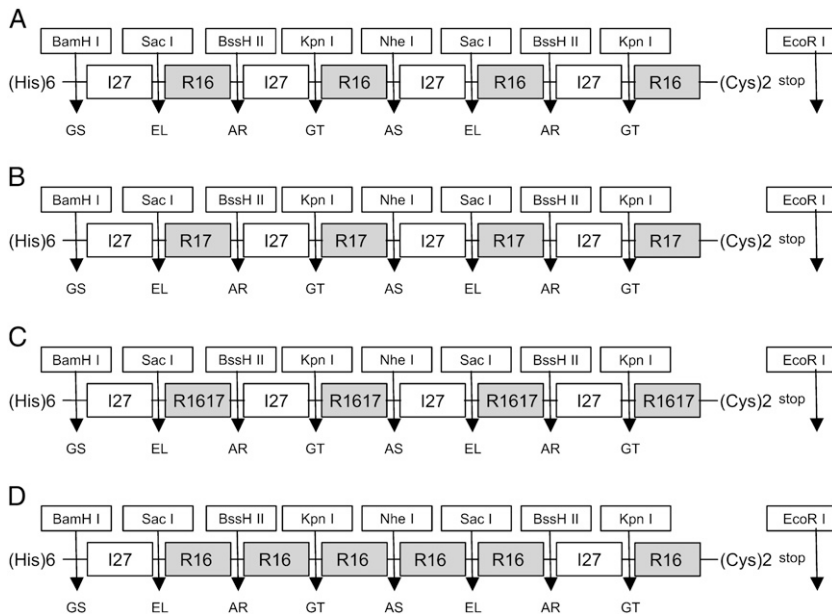 A
BamH I Sac I BssH II Kpn I Nhe I Sac I BssH II Kpn I EcoR I
(His)6 I27 R16 I27 R16 I27 R16 I27 R16 (Cys)2 stop
GS EL AR GT AS EL AR GT
B
BamH I Sac I BssH II Kpn I Nhe I Sac I BssH II Kpn I EcoR I
(His)6 I27 R17 I27 R17 I27 R17 I27 R17 (Cys)2 stop
GS EL AR GT AS EL AR GT
C
BamH I Sac I BssH II Kpn I Nhe I Sac I BssH II Kpn I EcoR I
(His)6 I27 R1617 I27 R1617 I27 R1617 I27 R1617 (Cys)2 stop
GS EL AR GT AS EL AR GT
D
BamH I Sac I BssH II Kpn I Nhe I Sac I BssH II Kpn I EcoR I
(His)6 I27 R16 R16 R16 R16 R16 I27 R16 (Cys)2 stop
GS EL AR GT AS EL AR GT